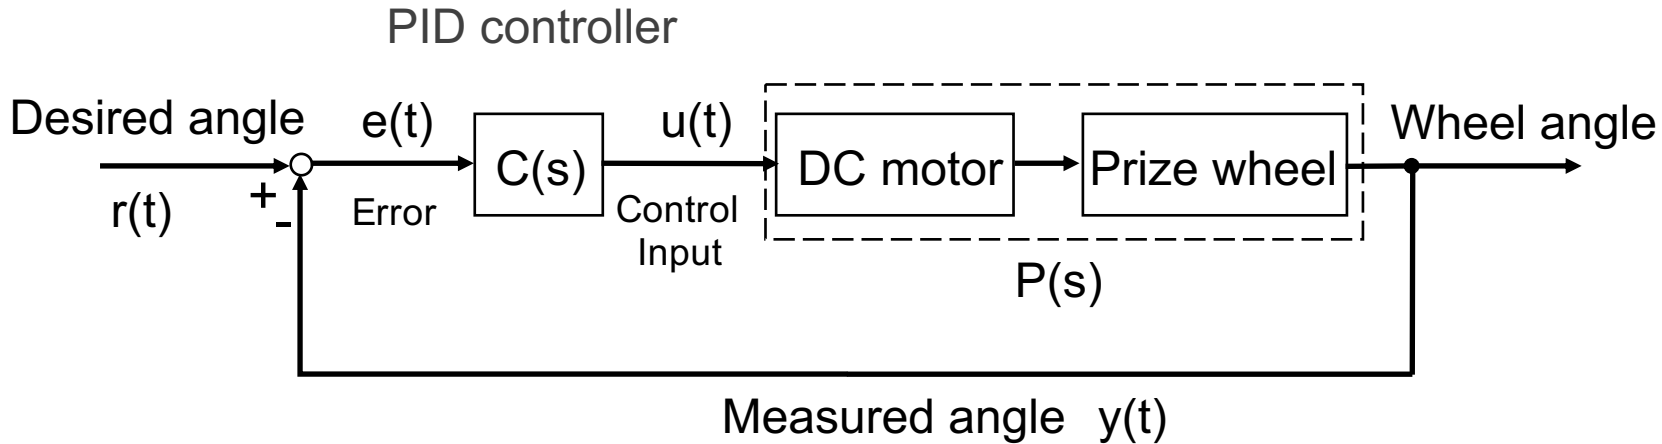 PID controller
Desired angle
e(t)
u(t)
Wheel angle
C(s)
DC motor
Prize wheel
r(t)
+
-
Error
Control
Input
P(s)
Measured angle y(t)